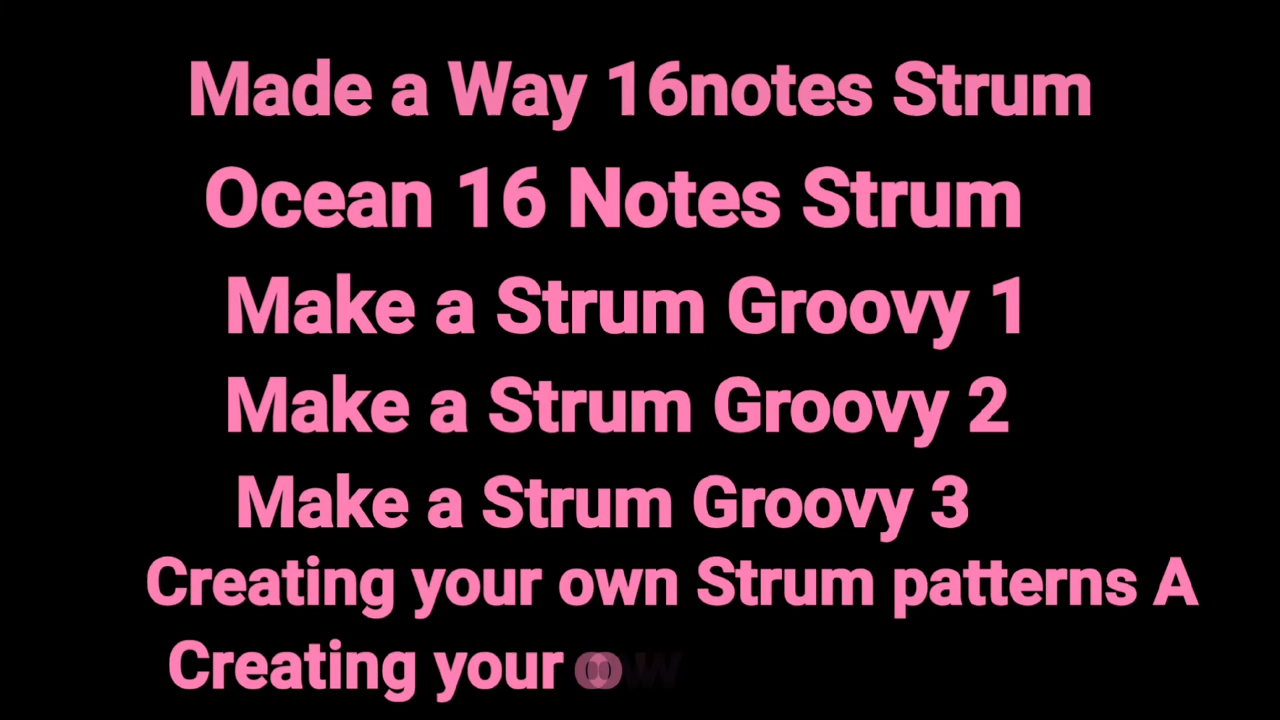 Made a Way 16notes Strum
Ocean 16 Notes Strum
Make a Strum Groovy 1
Make a Strum Groovy 2
Make a Strum Groovy 3
Creating your own Strum patterns A
Creating your